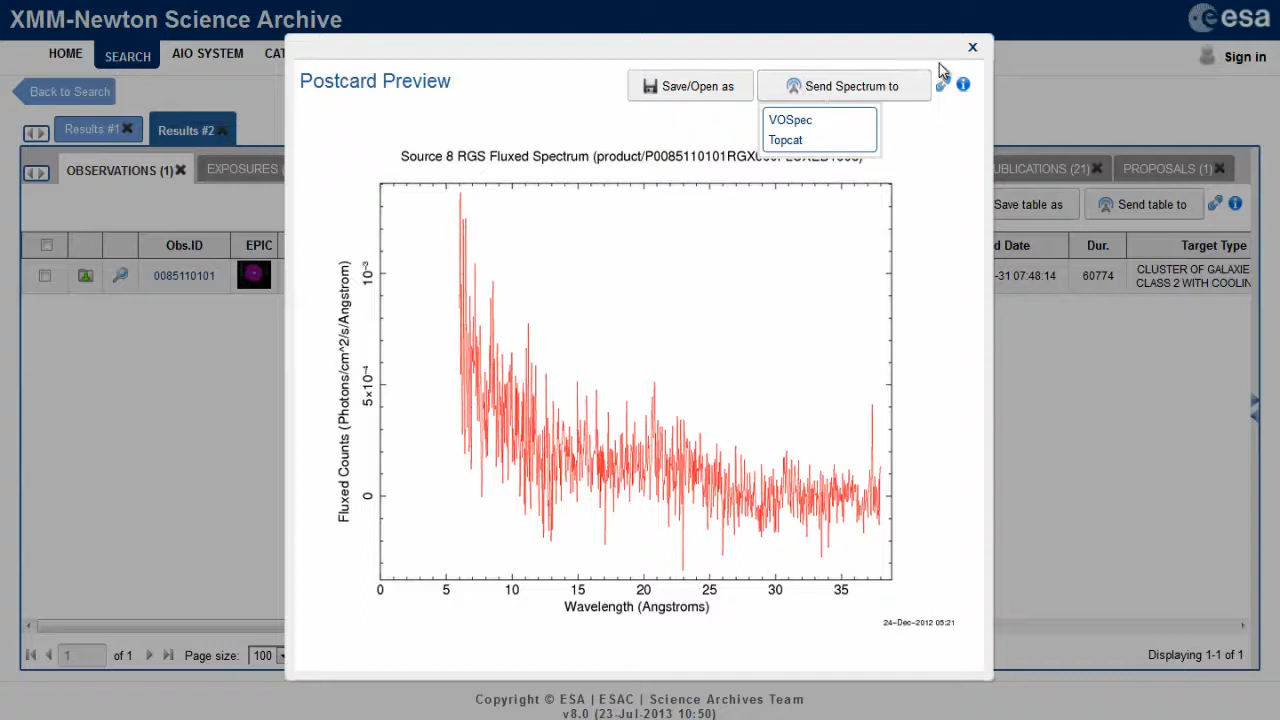 XMM-Newton Science Archive
esa
HOME
SEARCH
AIO SYSTEM
CAT
Sign in
Back to Search
Results #1
Results #2
OBSERVATIONS (1)
EXPOSURES (
UBLICATIONS (21)
PROPOSALS (1)
Save table as
Send table to
Obs.ID
EPIC
d Date
Dur.
Target Type
0085110101
-31 07:48:14
60774
CLUSTER OF GALAXIE
CLASS 2 WITH COOLIN
x
Postcard Preview
Save/Open as
Send Spectrum to
VOSpec
Topcat
Source 8 RGS Fluxed Spectrum (product/P0085110101RGX
Fluxed Counts (Photons/cm^2/s/Angstrom)
10⁻³
5×10⁻⁴
0
0 5 10 15 20 25 30 35
Wavelength (Angstroms)
24-Dec-2012 05:21
1
of 1
Page size:
100
Displaying 1-1 of 1
Copyright © ESA | ESAC | Science Archives Team
v8.0 (23-Jul-2013 10:50)